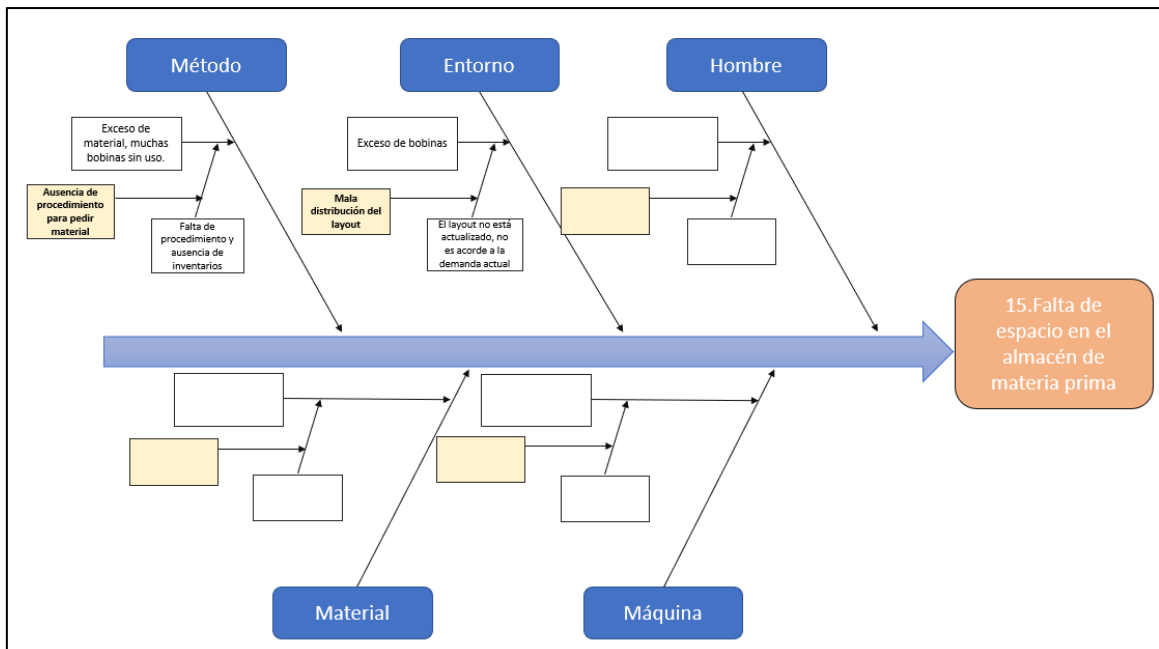 Método
Entorno
Hombre
Exceso de
material, muchas
bobinas sin uso.
Exceso de bobinas
Ausencia de
procedimiento
para pedir
material
Mala
distribución del
layout
Falta de
procedimiento y
ausencia de
inventarios
El layout no está
actualizado, no
es acorde a la
demanda actual
15.Falta de
espacio en el
almacén de
materia prima
Material
Máquina